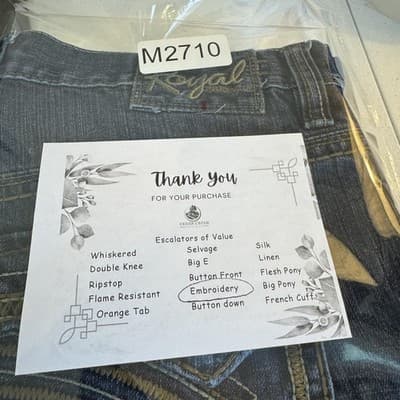 M2710
Royal
Thank You
FOR YOUR PURCHASE
Escalators of Value
Whiskered
Double Knee
Ripstop
Flame Resistant
Orange Tab
Selvage
Big E
Button Front
Embroidery
Button down
Silk
Linen
Flesh Pony
Big Pony
French Cuff